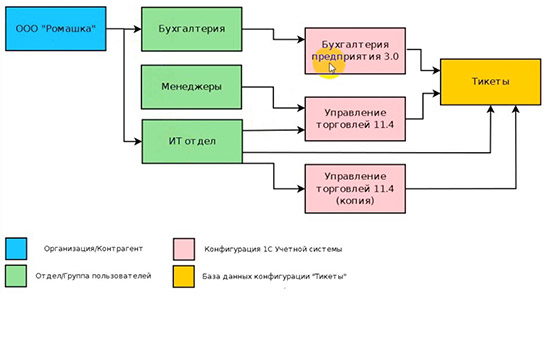 ООО "Ромашка"
Бухгалтерия
Бухгалтерия
предприятия 3.0
Тикеты
Менеджеры
Управление
торговлей 11.4
ИТ отдел
Управление
торговлей 11.4
(копия)
Организация/Контрагент
Конфигурация 1С Учетной системы
Отдел/Группа пользователей
База данных конфигурации "Тикеты"